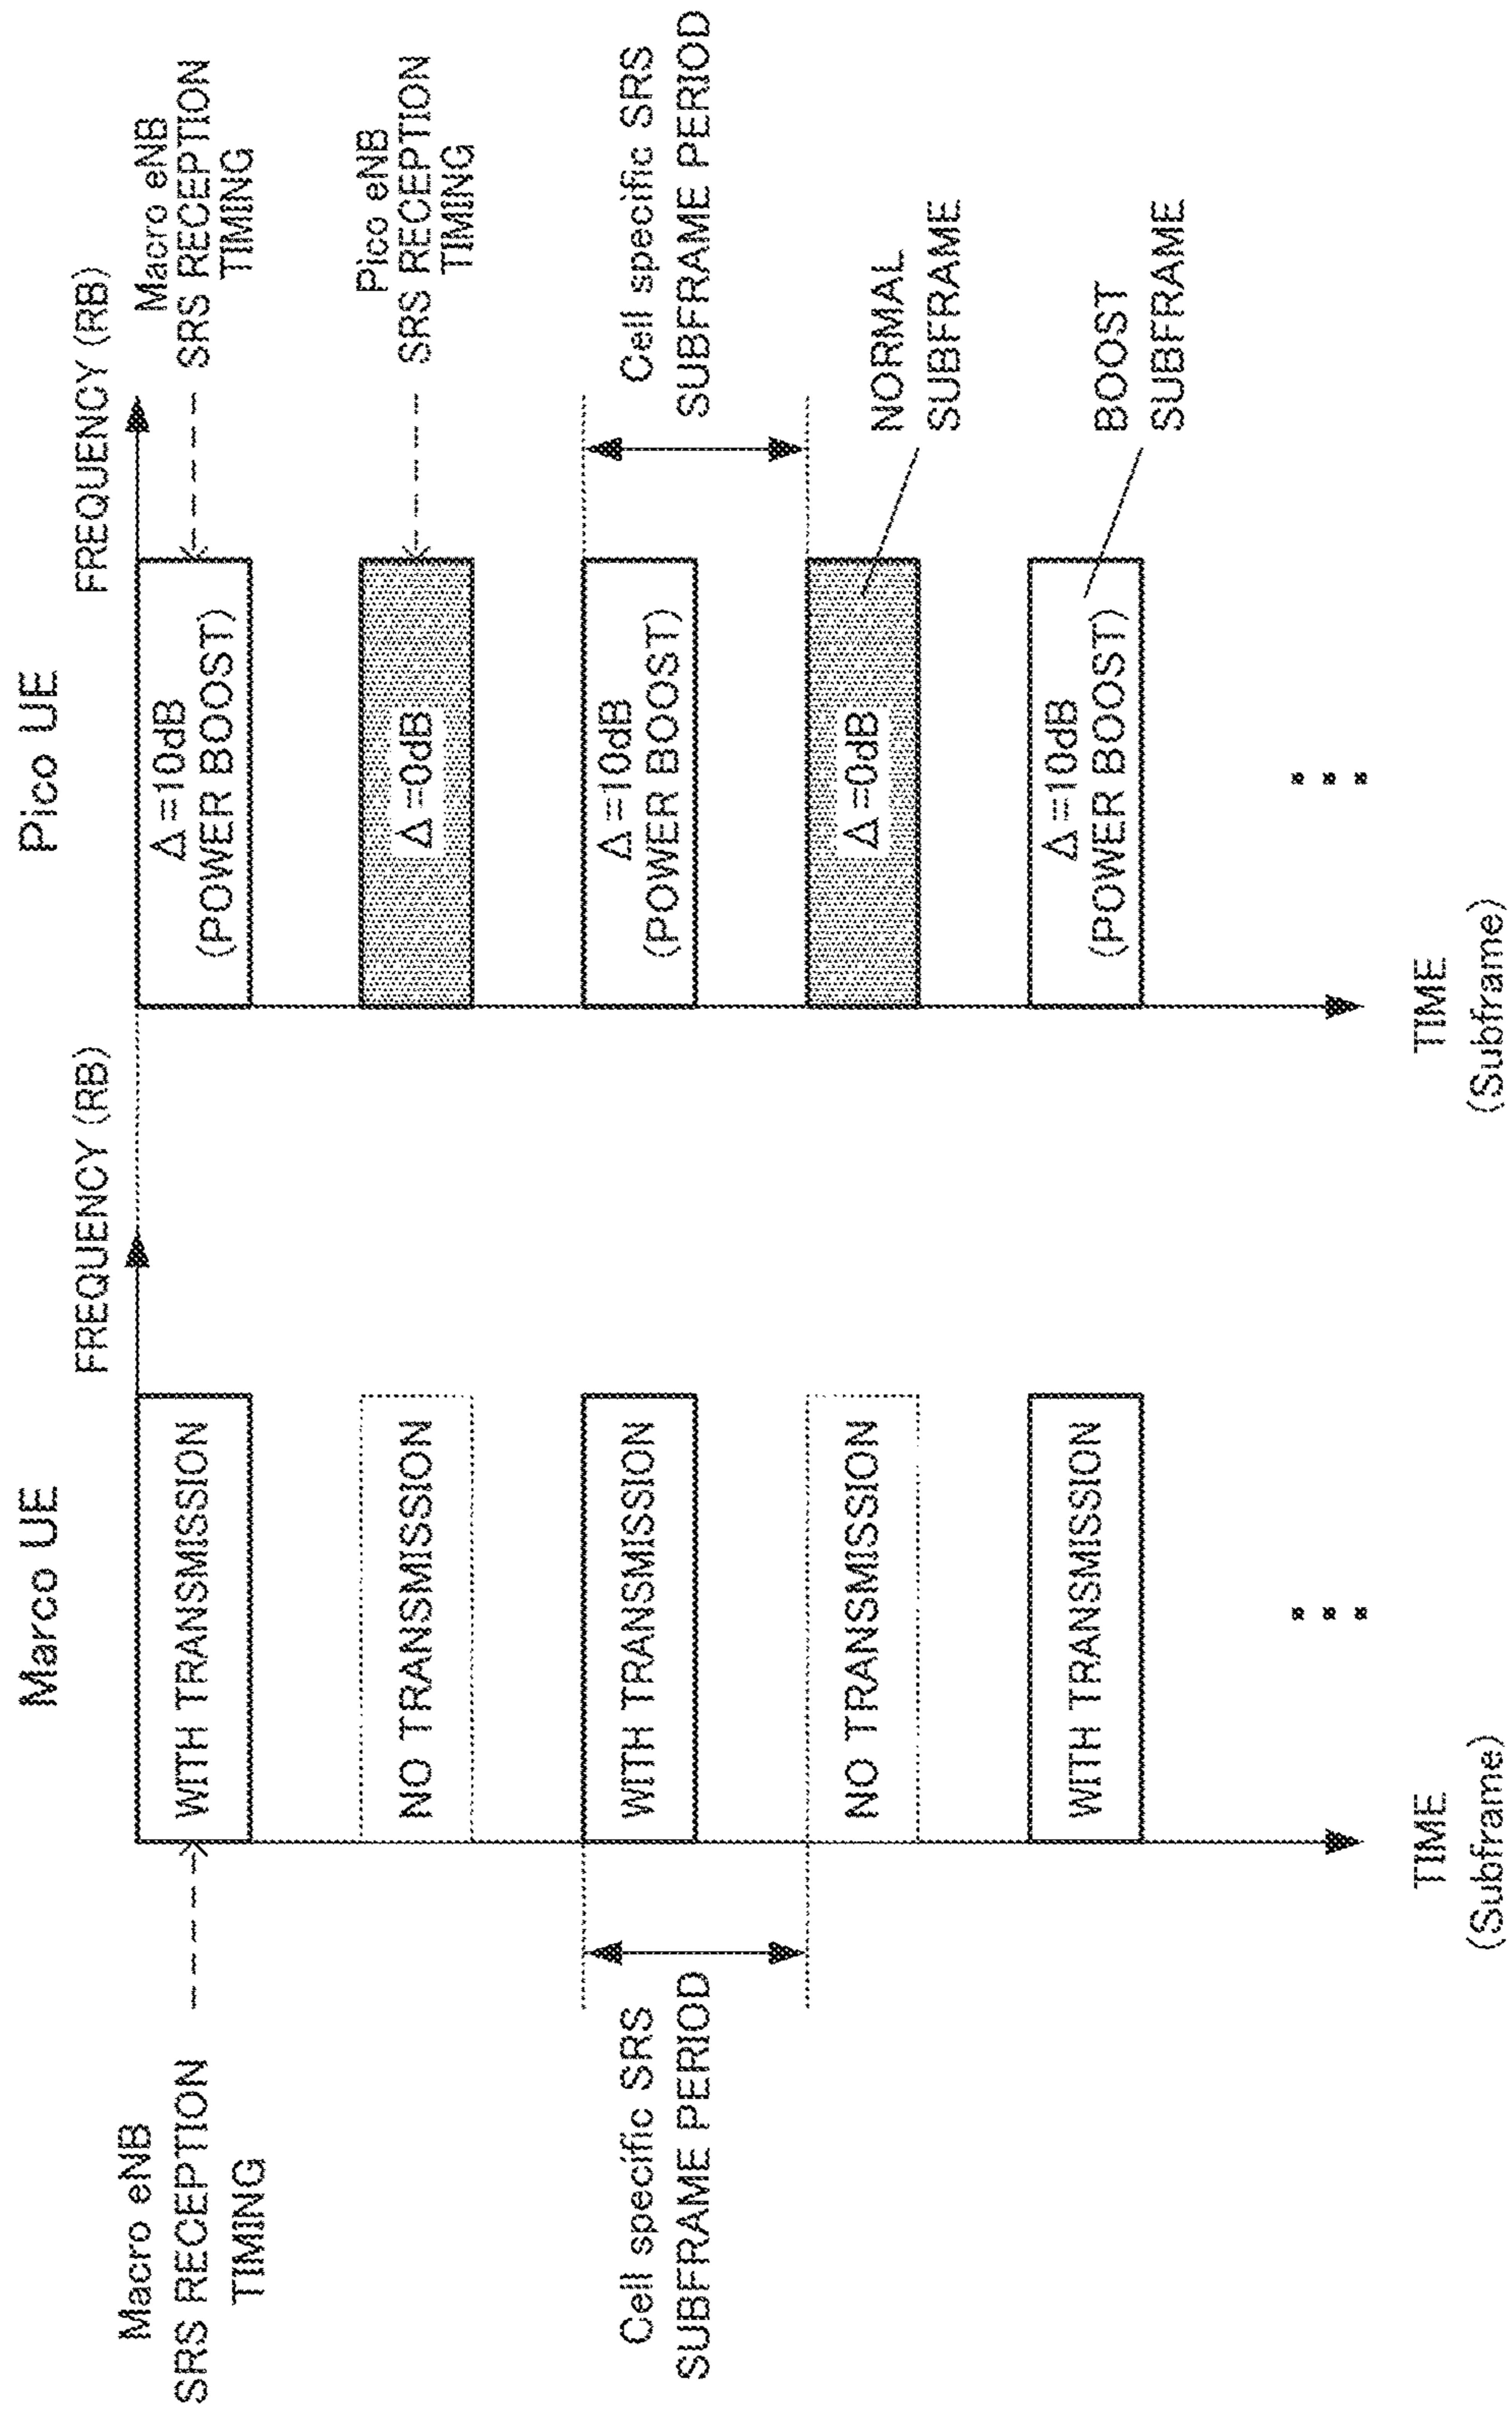 Marco UE
FREQUENCY (RB)
Macro eNB
SRS RECEPTION
TIMING
WITH TRANSMISSION
NO TRANSMISSION
Cell specific SRS
SUBFRAME PERIOD
WITH TRANSMISSION
NO TRANSMISSION
WITH TRANSMISSION
TIME
(Subframe)
Pico UE
FREQUENCY (RB)
Δ=10dB
(POWER BOOST)
Macro eNB
SRS RECEPTION
TIMING
Δ=0dB
Pico eNB
SRS RECEPTION
TIMING
Δ=10dB
(POWER BOOST)
Cell specific SRS
SUBFRAME PERIOD
Δ=0dB
NORMAL
SUBFRAME
Δ=10dB
(POWER BOOST)
BOOST
SUBFRAME
TIME
(Subframe)